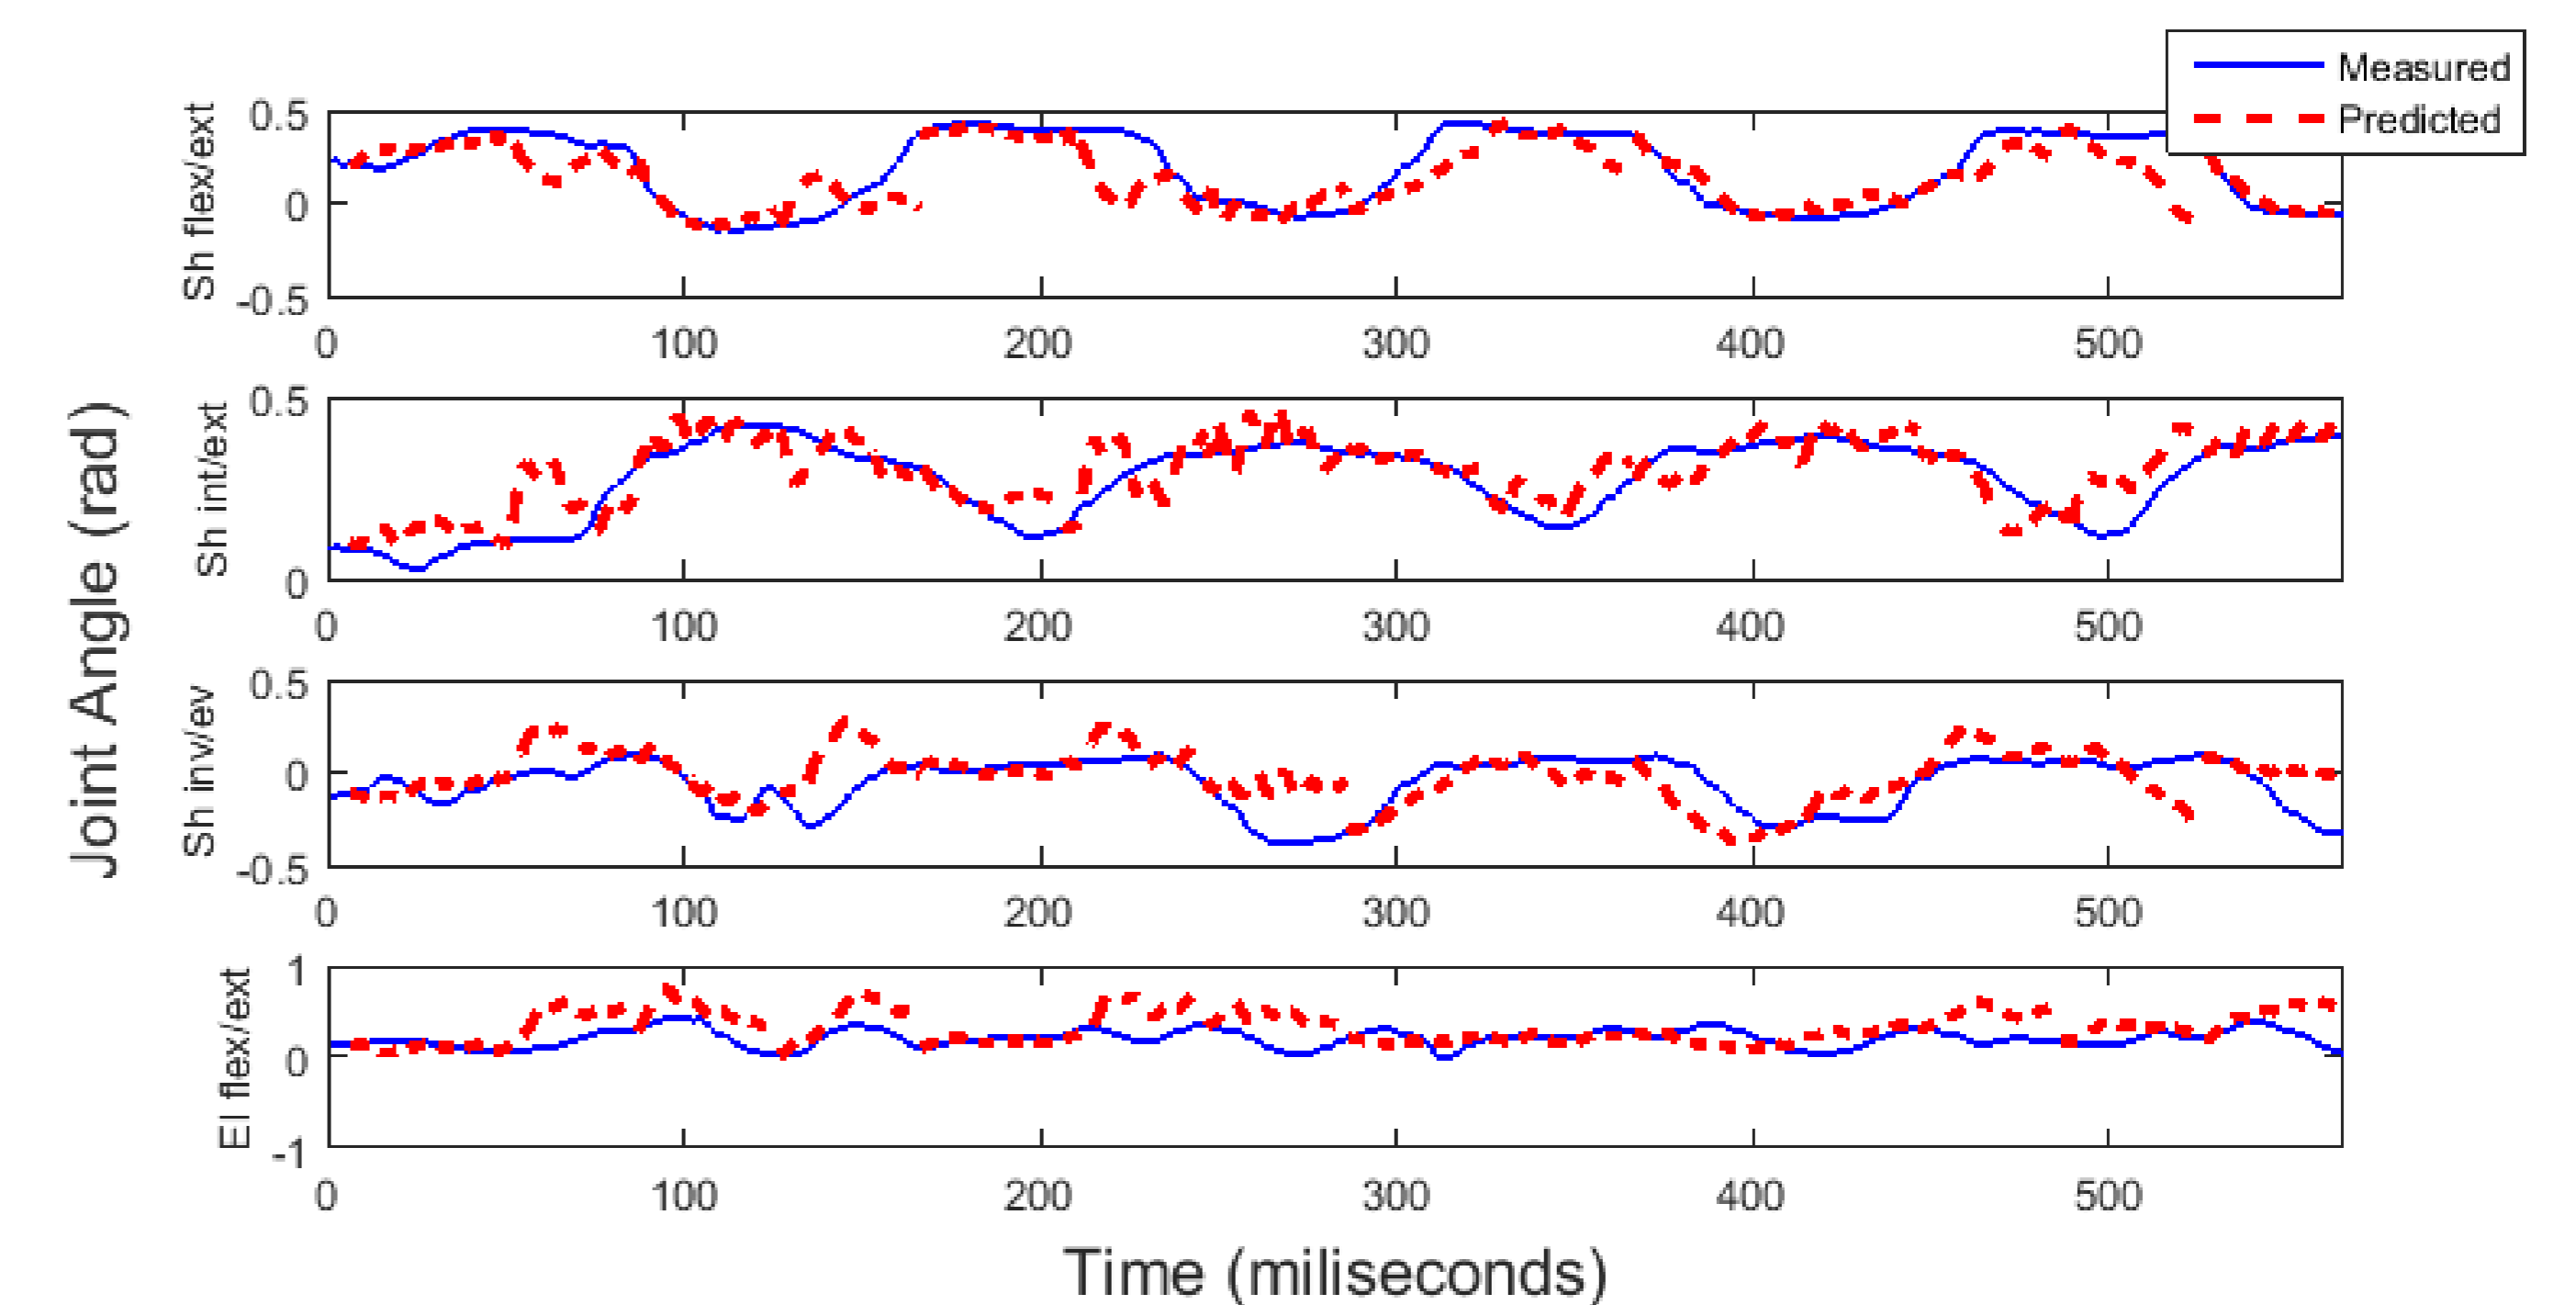 Measured
Predicted
Joint Angle (rad)
Sh flex/ext
0.5
0
-0.5
0 100 200 300 400 500
Sh int/ext
0.5
0
0 100 200 300 400 500
Sh inv/ev
0.5
0
-0.5
0 100 200 300 400 500
El flex/ext
1
0
-1
0 100 200 300 400 500
Time (miliseconds)